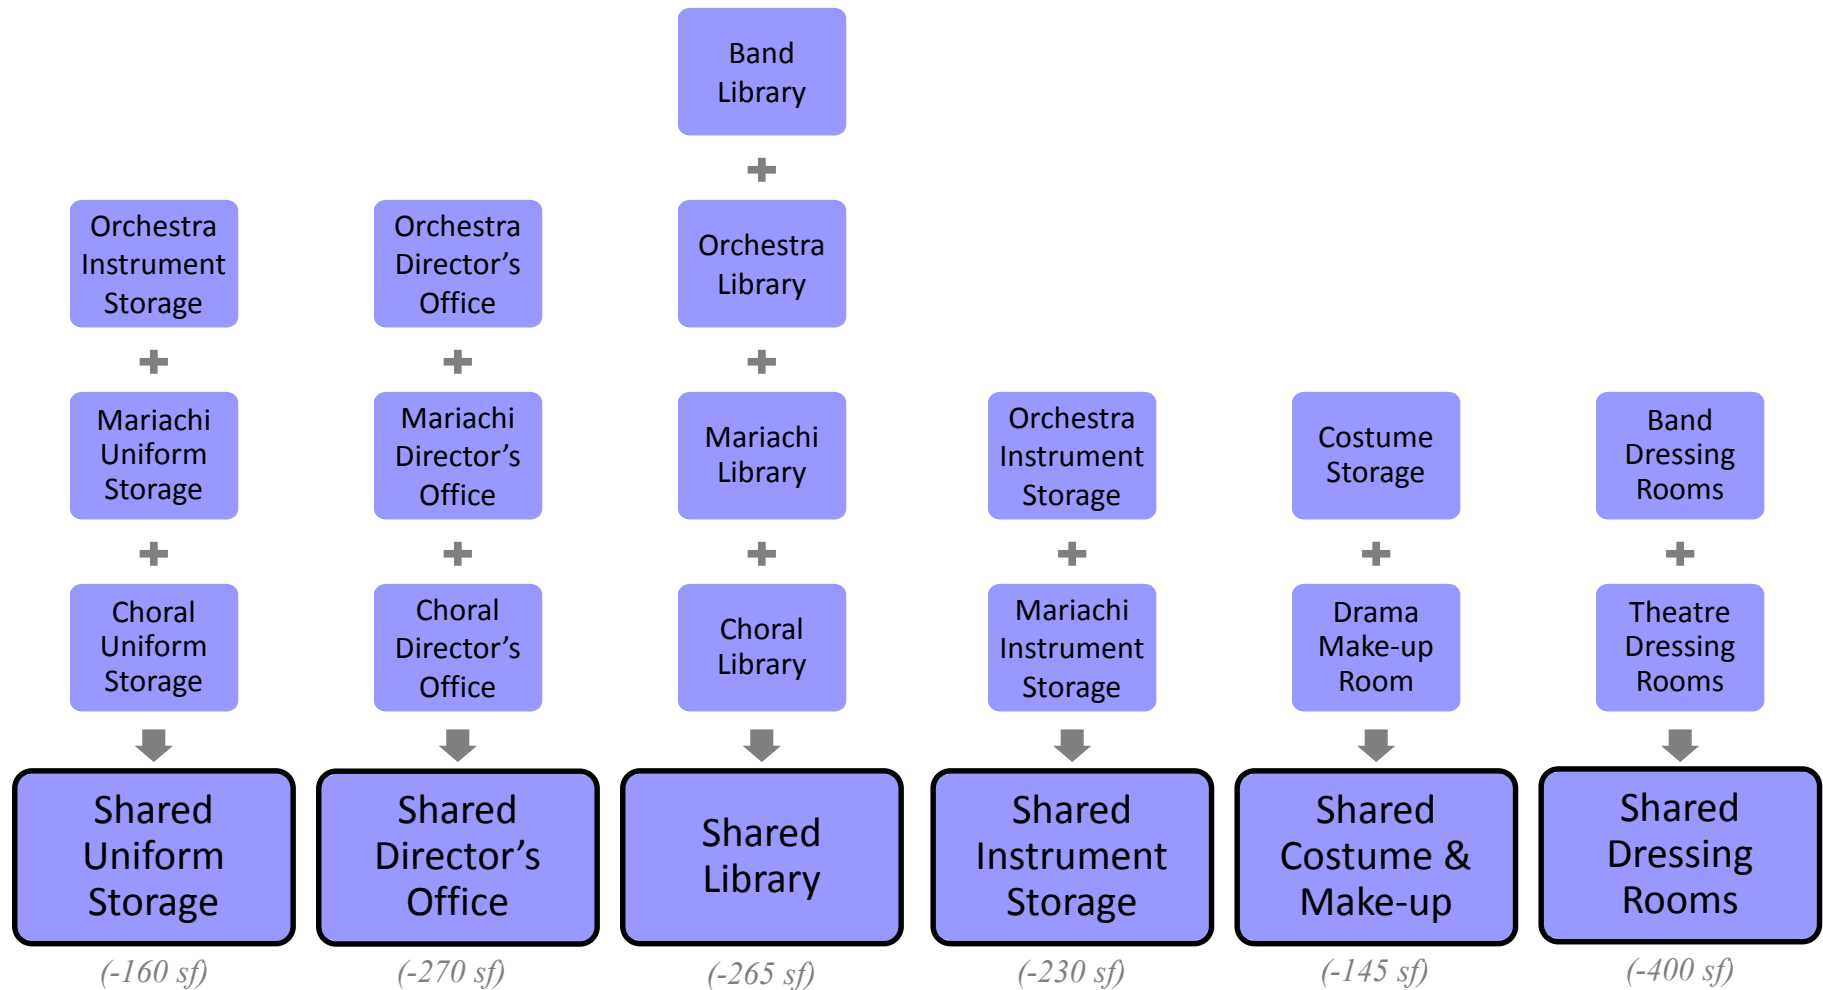 Band
Library
Orchestra
Instrument
Storage
Orchestra
Director’s
Office
Orchestra
Library
Mariachi
Uniform
Storage
Mariachi
Director’s
Office
Mariachi
Library
Orchestra
Instrument
Storage
Costume
Storage
Band
Dressing
Rooms
Choral
Uniform
Storage
Choral
Director’s
Office
Choral
Library
Mariachi
Instrument
Storage
Drama
Make-up
Room
Theatre
Dressing
Rooms
Shared
Uniform
Storage
Shared
Director’s
Office
Shared
Library
Shared
Instrument
Storage
Shared
Costume &
Make-up
Shared
Dressing
Rooms
(-160 sf)
(-270 sf)
(-265 sf)
(-230 sf)
(-145 sf)
(-400 sf)